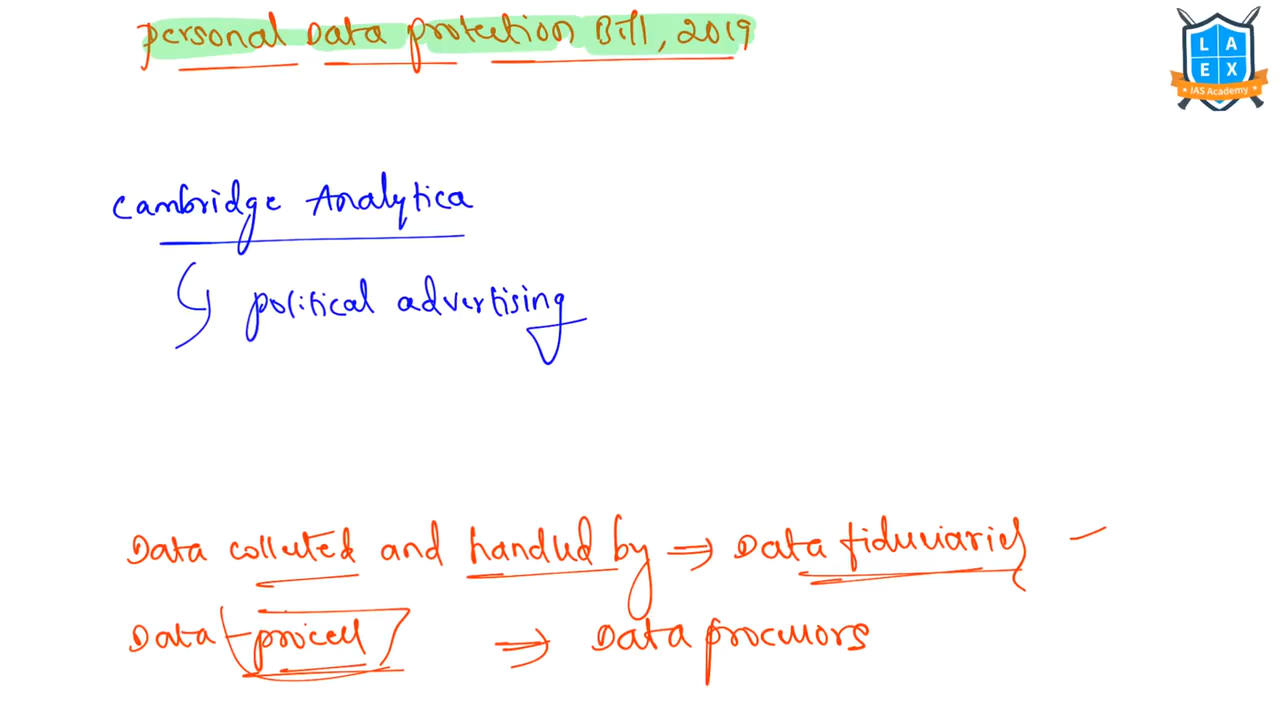 personal Data protection Bill, 2019
LAEX
IAS Academy
Cambridge Analytica
political advertising
Data collected and handled by ⇒ Data fiduciaries -
Data - process ⇒ Data processors